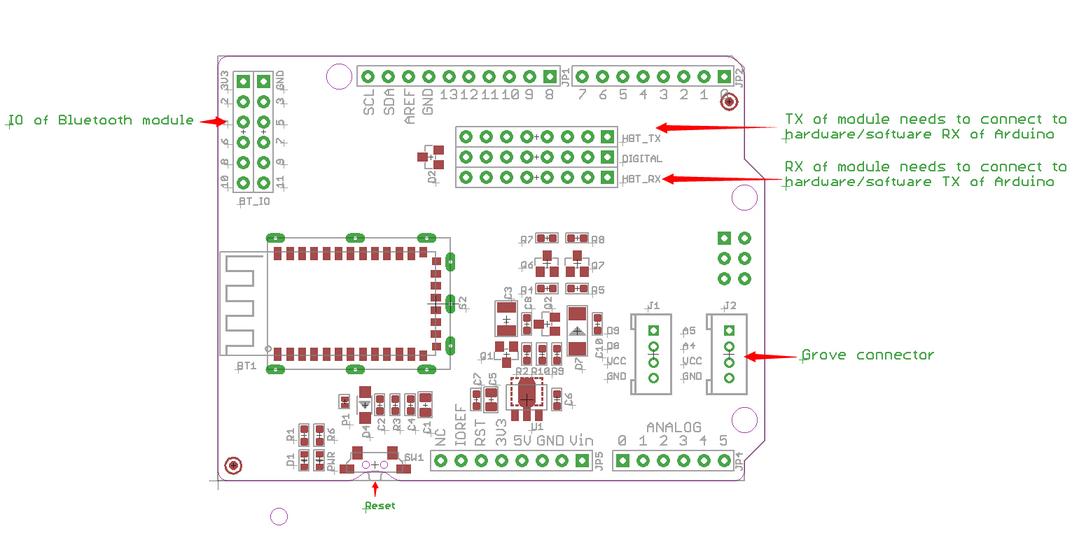 3V3
GND
2
3
4
5
6
7
8
9
10
11
BT_IO
IO of Bluetooth module
SCL
SDA
AREF
GND
13
12
11
10
9
8
JP1
7
6
5
4
3
2
1
0
JP2
HBT_TX
DIGITAL
HBT_RX
D2
TX of module needs to connect to
hardware/software RX of Arduino
RX of module needs to connect to
hardware/software TX of Arduino
BT1
R7
R8
Q6
Q7
R4
R5
C3
C8
Q2
C10
D7
Q1
R2
R10
R9
J1
D9
D8
VCC
GND
J2
A5
A4
VCC
GND
Grove connector
C7
C5
U1
C6
P1
D4
C2
R3
C4
C1
R1
R6
D1
PWR
SW1
Reset
NC
IOREF
RST
3V3
5V
GND
Vin
JP5
ANALOG
0
1
2
3
4
5
JP4